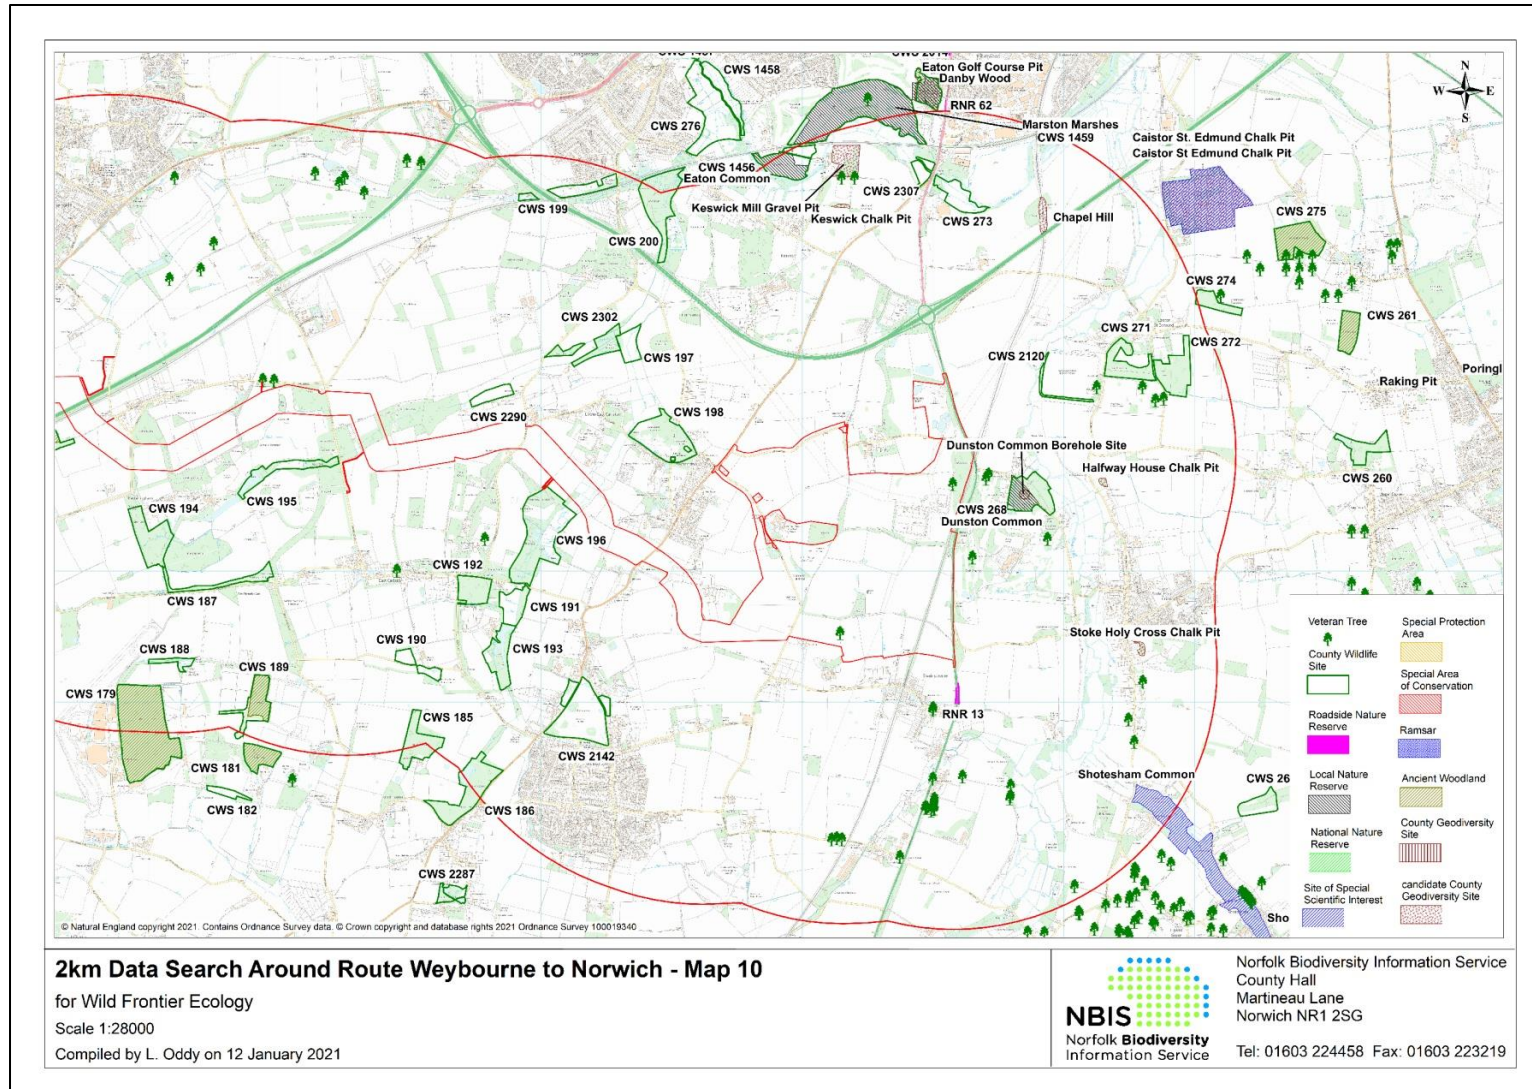 CWS 1458
Eaton Golf Course Pit
Danby Wood
N
W
E
S
RNR 62
CWS 276
Marston Marshes
CWS 1459
Caistor St. Edmund Chalk Pit
Caistor St Edmund Chalk Pit
CWS 1456
Eaton Common
CWS 2307
CWS 199
Keswick Mill Gravel Pit
Keswick Chalk Pit
CWS 273
Chapel Hill
CWS 275
CWS 200
CWS 274
CWS 2302
CWS 271
CWS 261
CWS 272
CWS 197
CWS 2120
Poringl
Raking Pit
CWS 2290
CWS 198
Dunston Common Borehole Site
Halfway House Chalk Pit
CWS 260
CWS 195
CWS 194
CWS 268
Dunston Common
CWS 196
CWS 192
CWS 187
CWS 191
CWS 190
CWS 193
Stoke Holy Cross Chalk Pit
CWS 188
CWS 189
CWS 179
RNR 13
CWS 185
CWS 2142
CWS 181
CWS 182
CWS 186
Shotesham Common
CWS 26
CWS 2287
Sho
Veteran Tree
County Wildlife
Site
Roadside Nature
Reserve
Local Nature
Reserve
National Nature
Reserve
Site of Special
Scientific Interest
Special Protection
Area
Special Area
of Conservation
Ramsar
Ancient Woodland
County Geodiversity
Site
candidate County
Geodiversity Site
© Natural England copyright 2021. Contains Ordnance Survey data. © Crown copyright and database rights 2021 Ordnance Survey 100019340
2km Data Search Around Route Weybourne to Norwich - Map 10
for Wild Frontier Ecology
Scale 1:28000
Compiled by L. Oddy on 12 January 2021
NBIS
Norfolk Biodiversity
Information Service
Norfolk Biodiversity Information Service
County Hall
Martineau Lane
Norwich NR1 2SG
Tel: 01603 224458 Fax: 01603 223219